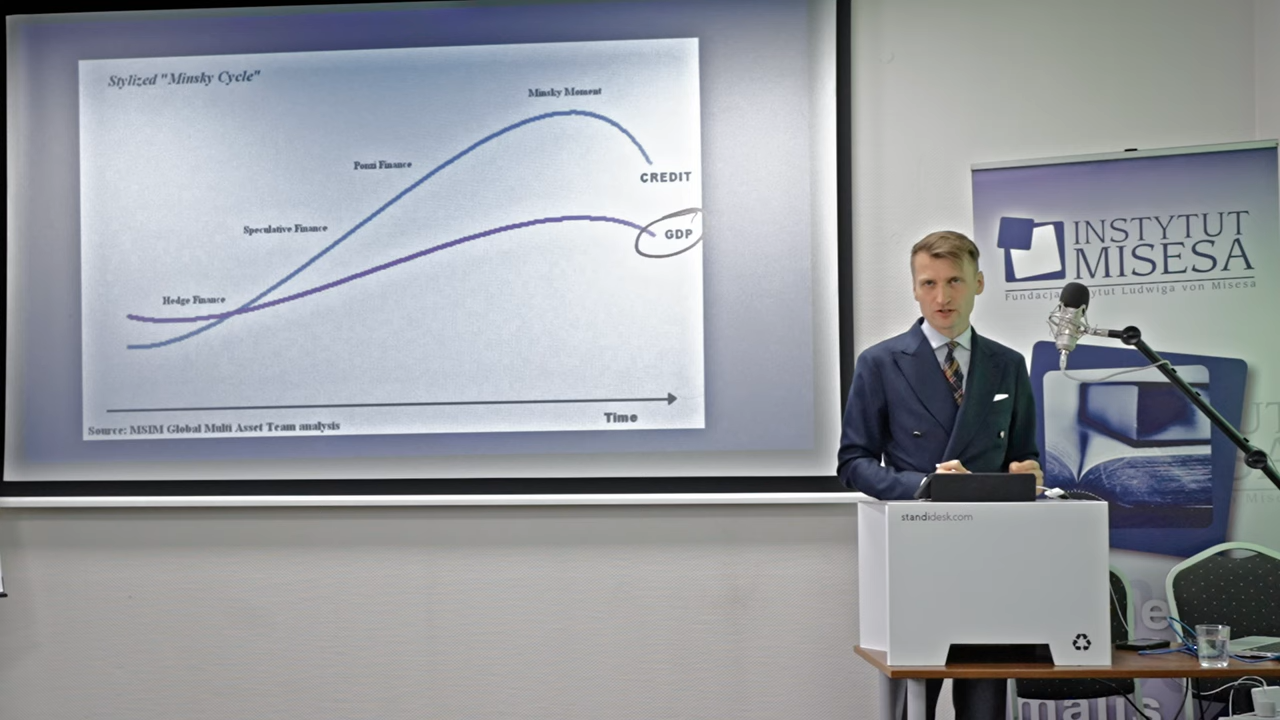 Stylized "Minsky Cycle"
Minsky Moment
Ponzi Finance
CREDIT
Speculative Finance
GDP
Hedge Finance
Time
Source: MSIM Global Multi Asset Team analysis
INSTYTUT
MISESA
Fundacja Instytut Ludwiga von Misesa
standidesk.com